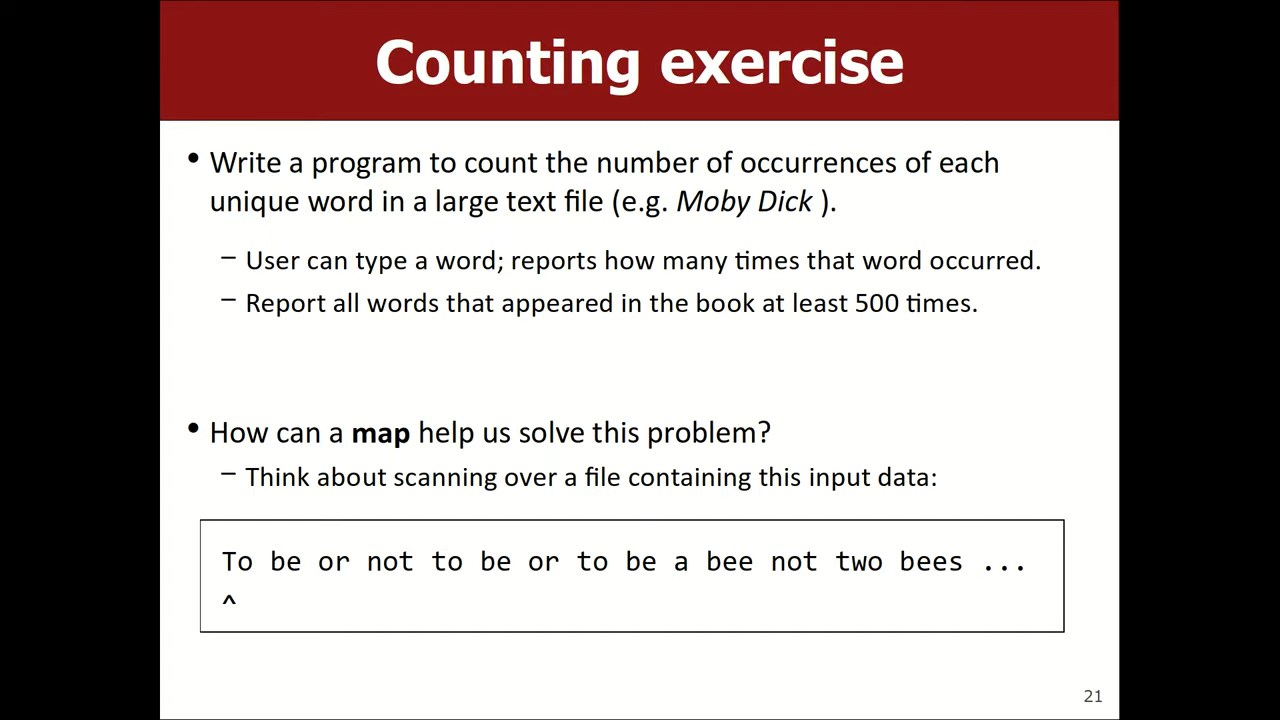 Counting exercise
• Write a program to count the number of occurrences of each
unique word in a large text file (e.g. Moby Dick ).
– User can type a word; reports how many times that word occurred.
– Report all words that appeared in the book at least 500 times.
• How can a map help us solve this problem?
– Think about scanning over a file containing this input data:
To be or not to be or to be a bee not two bees ...
^
21